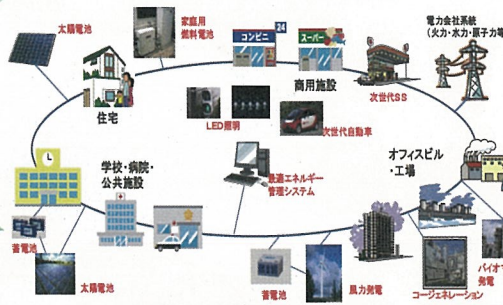 太陽電池
家庭用
燃料電池
コンビニ
24
スーパー
電力会社系統
(火力・水力・原子力等
住宅
商用施設
次世代SS
LED照明
次世代自動車
学校・病院・
公共施設
最適エネルギー
管理システム
オフィスビル
・工場
蓄電池
太陽電池
蓄電池
風力発電
コージェネレーション
バイオマ
発電